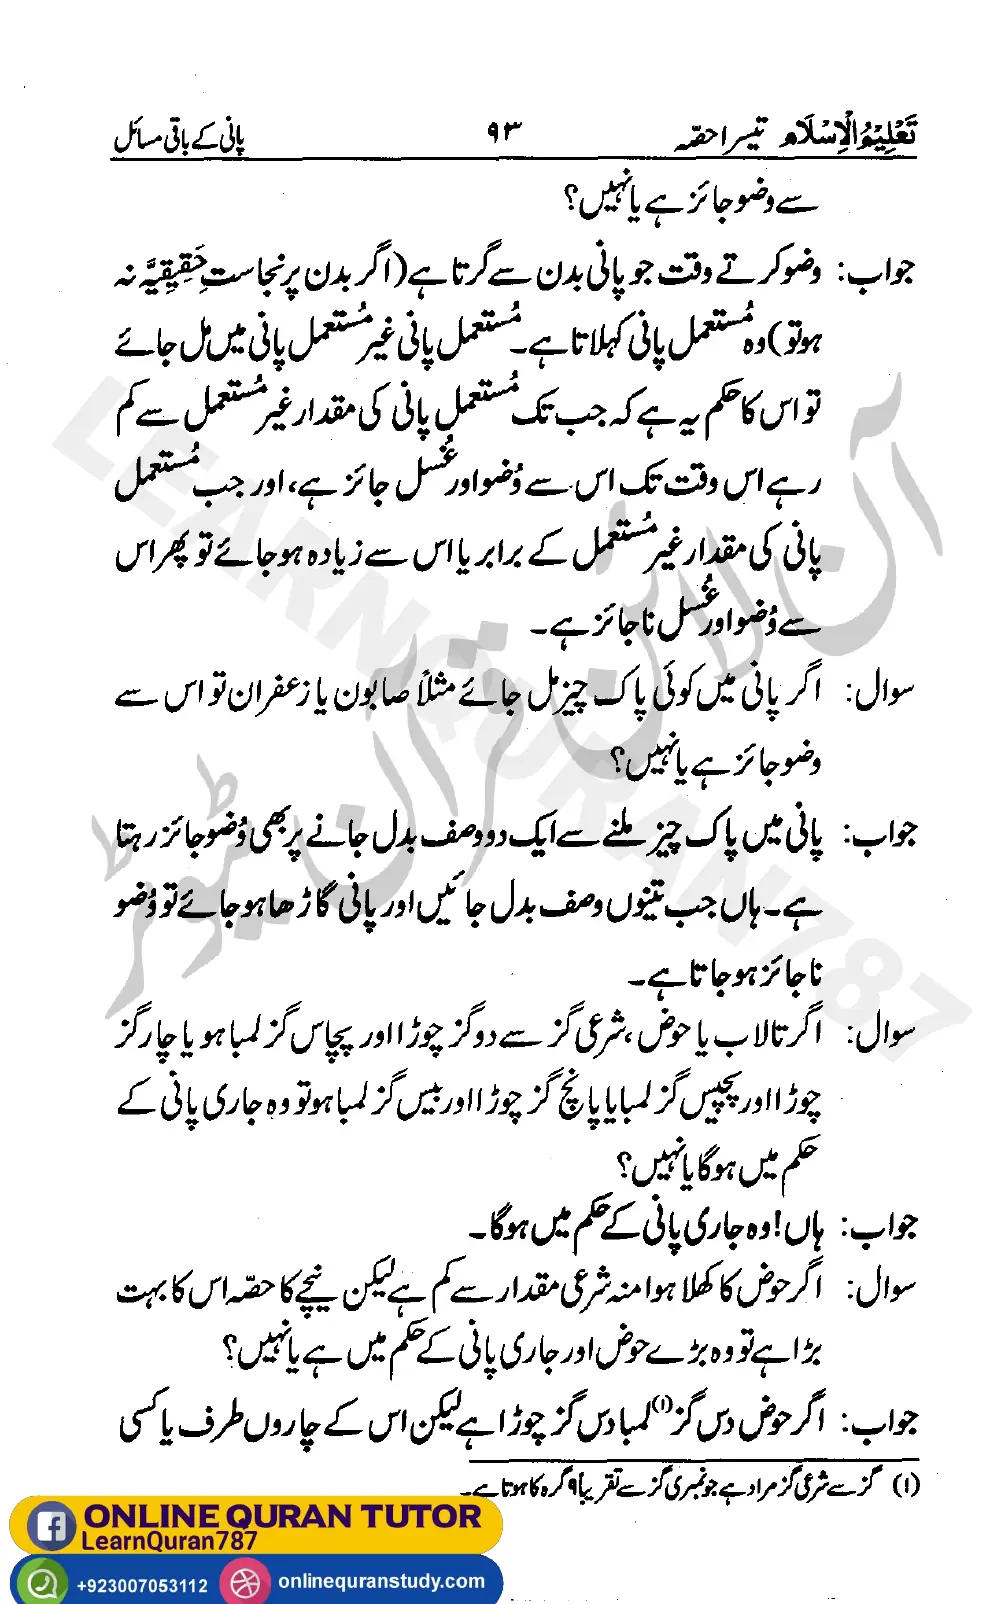 تَعْلِیْمُ الْاِسْلَام تیسرا حصّہ ۹۳ پانی کے باقی مسائل
سے وضو جائز ہے یا نہیں؟
جواب: وضو کرتے وقت جو پانی بدن سے گرتا ہے (اگر بدن پر نجاستِ حَقِیْقِیَّہ نہ
ہو تو) وہ مُستعمل پانی کہلاتا ہے۔ مُستعمل پانی غیر مُستعمل پانی میں مل جائے
تو اس کا حکم یہ ہے کہ جب تک مُستعمل پانی کی مقدار غیر مُستعمل سے کم
رہے اس وقت تک اس سے وُضو اور غُسل جائز ہے، اور جب مُستعمل
پانی کی مقدار غیر مُستعمل کے برابر یا اس سے زیادہ ہو جائے تو پھر اس
سے وُضو اور غُسل ناجائز ہے۔
سوال: اگر پانی میں کوئی پاک چیز مل جائے مثلاً صابون یا زعفران تو اس سے
وضو جائز ہے یا نہیں؟
جواب: پانی میں پاک چیز ملنے سے ایک دو وصف بدل جانے پر بھی وُضو جائز رہتا
ہے۔ ہاں جب تینوں وصف بدل جائیں اور پانی گاڑھا ہو جائے تو وُضو
ناجائز ہو جاتا ہے۔
سوال: اگر تالاب یا حوض، شرعی گز سے دو گز چوڑا اور پچاس گز لمبا ہو یا چار گز
چوڑا اور پچیس گز لمبا یا پانچ گز چوڑا اور بیس گز لمبا ہو تو وہ جاری پانی کے
حکم میں ہوگا یا نہیں؟
جواب: ہاں! وہ جاری پانی کے حکم میں ہوگا۔
سوال: اگر حوض کا کھلا ہوا منہ شرعی مقدار سے کم ہے لیکن نیچے کا حصّہ اس کا بہت
بڑا ہے تو وہ بڑے حوض اور جاری پانی کے حکم میں ہے یا نہیں؟
جواب: اگر حوض دس گز(۱) لمبا دس گز چوڑا ہے لیکن اس کے چاروں طرف یا کسی
(۱) گز سے شرعی گز مراد ہے جو نمبری گز سے تقریباً ۹ گرہ کا ہوتا ہے۔
آن لائن قرآن ٹیوٹر
LEARNQURAN787
ONLINE QURAN TUTOR
LearnQuran787
+923007053112 onlinequranstudy.com